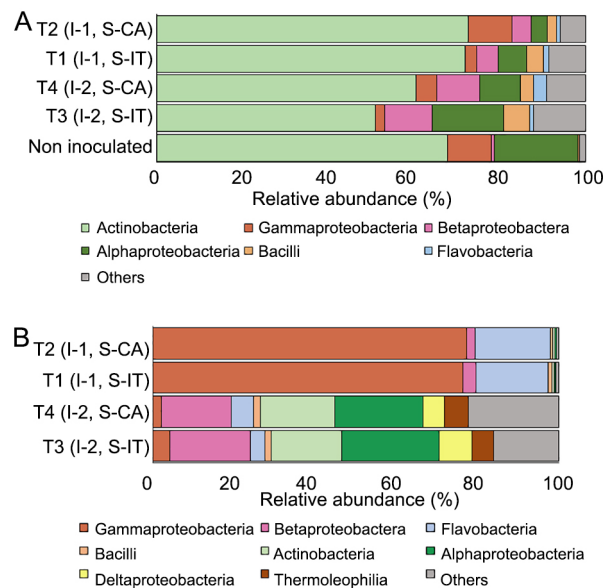 A
T2 (I-1, S-CA)
T1 (I-1, S-IT)
T4 (I-2, S-CA)
T3 (I-2, S-IT)
Non inoculated
0 20 40 60 80 100
Relative abundance (%)
Actinobacteria Gammaproteobacteria Betaproteobactera
Alphaproteobacteria Bacilli Flavobacteria
Others
B
T2 (I-1, S-CA)
T1 (I-1, S-IT)
T4 (I-2, S-CA)
T3 (I-2, S-IT)
0 20 40 60 80 100
Relative abundance (%)
Gammaproteobacteria Betaproteobactera Flavobacteria
Bacilli Actinobacteria Alphaproteobacteria
Deltaproteobacteria Thermoleophilia Others